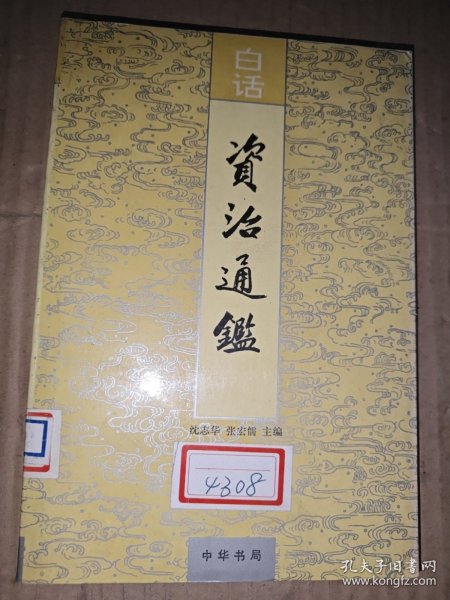 白话
資治通鑑
沈志华 张宏儒 主编
4308
中华书局
孔夫子旧书网
www.kongfz.com